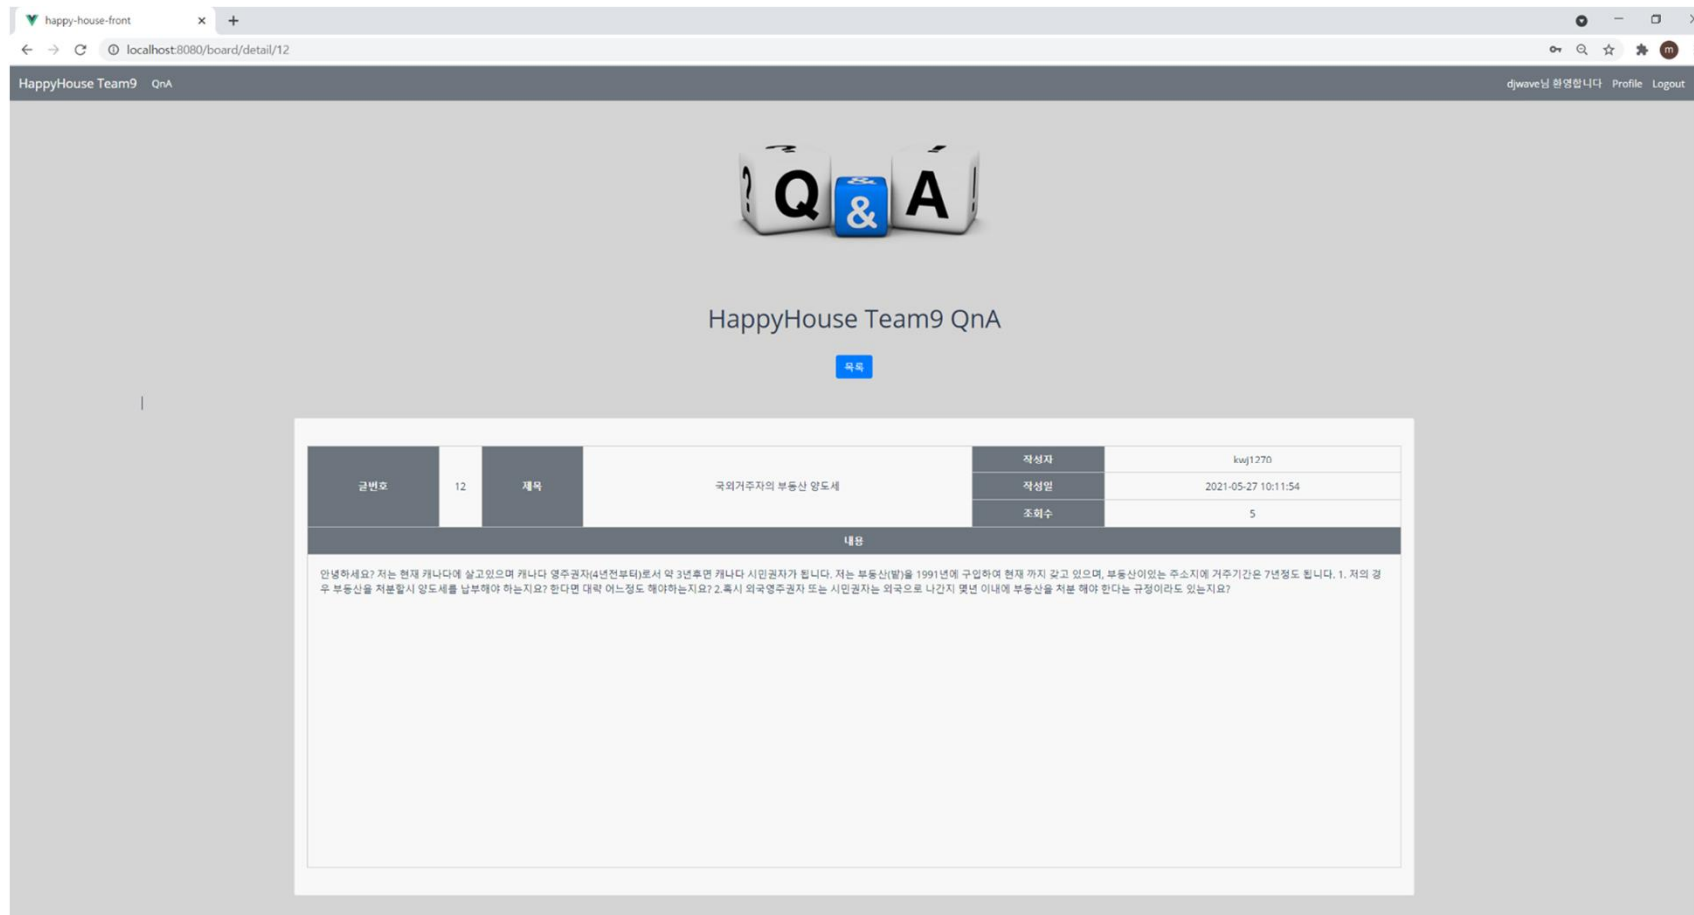 happy-house-front
localhost:8080/board/detail/12
HappyHouse Team9 QnA
djwave님 환영합니다 Profile Logout
? Q & & A !
HappyHouse Team9 QnA
목록
작성자 kwj1270
글번호 12 제목 국외거주자의 부동산 양도세 작성일 2021-05-27 10:11:54
조회수 5
내용
안녕하세요? 저는 현재 캐나다에 살고있으며 캐나다 영주권자(4년전부터)로서 약 3년후면 캐나다 시민권자가 됩니다. 저는 부동산(밭)을 1991년에 구입하여 현재 까지 갖고 있으며, 부동산이있는 주소지에 거주기간은 7년정도 됩니다. 1. 저의 경
우 부동산을 처분할시 양도세를 납부해야 하는지요? 한다면 대략 어느정도 해야하는지요? 2.혹시 외국영주권자 또는 시민권자는 외국으로 나간지 몇년 이내에 부동산을 처분 해야 한다는 규정이라도 있는지요?